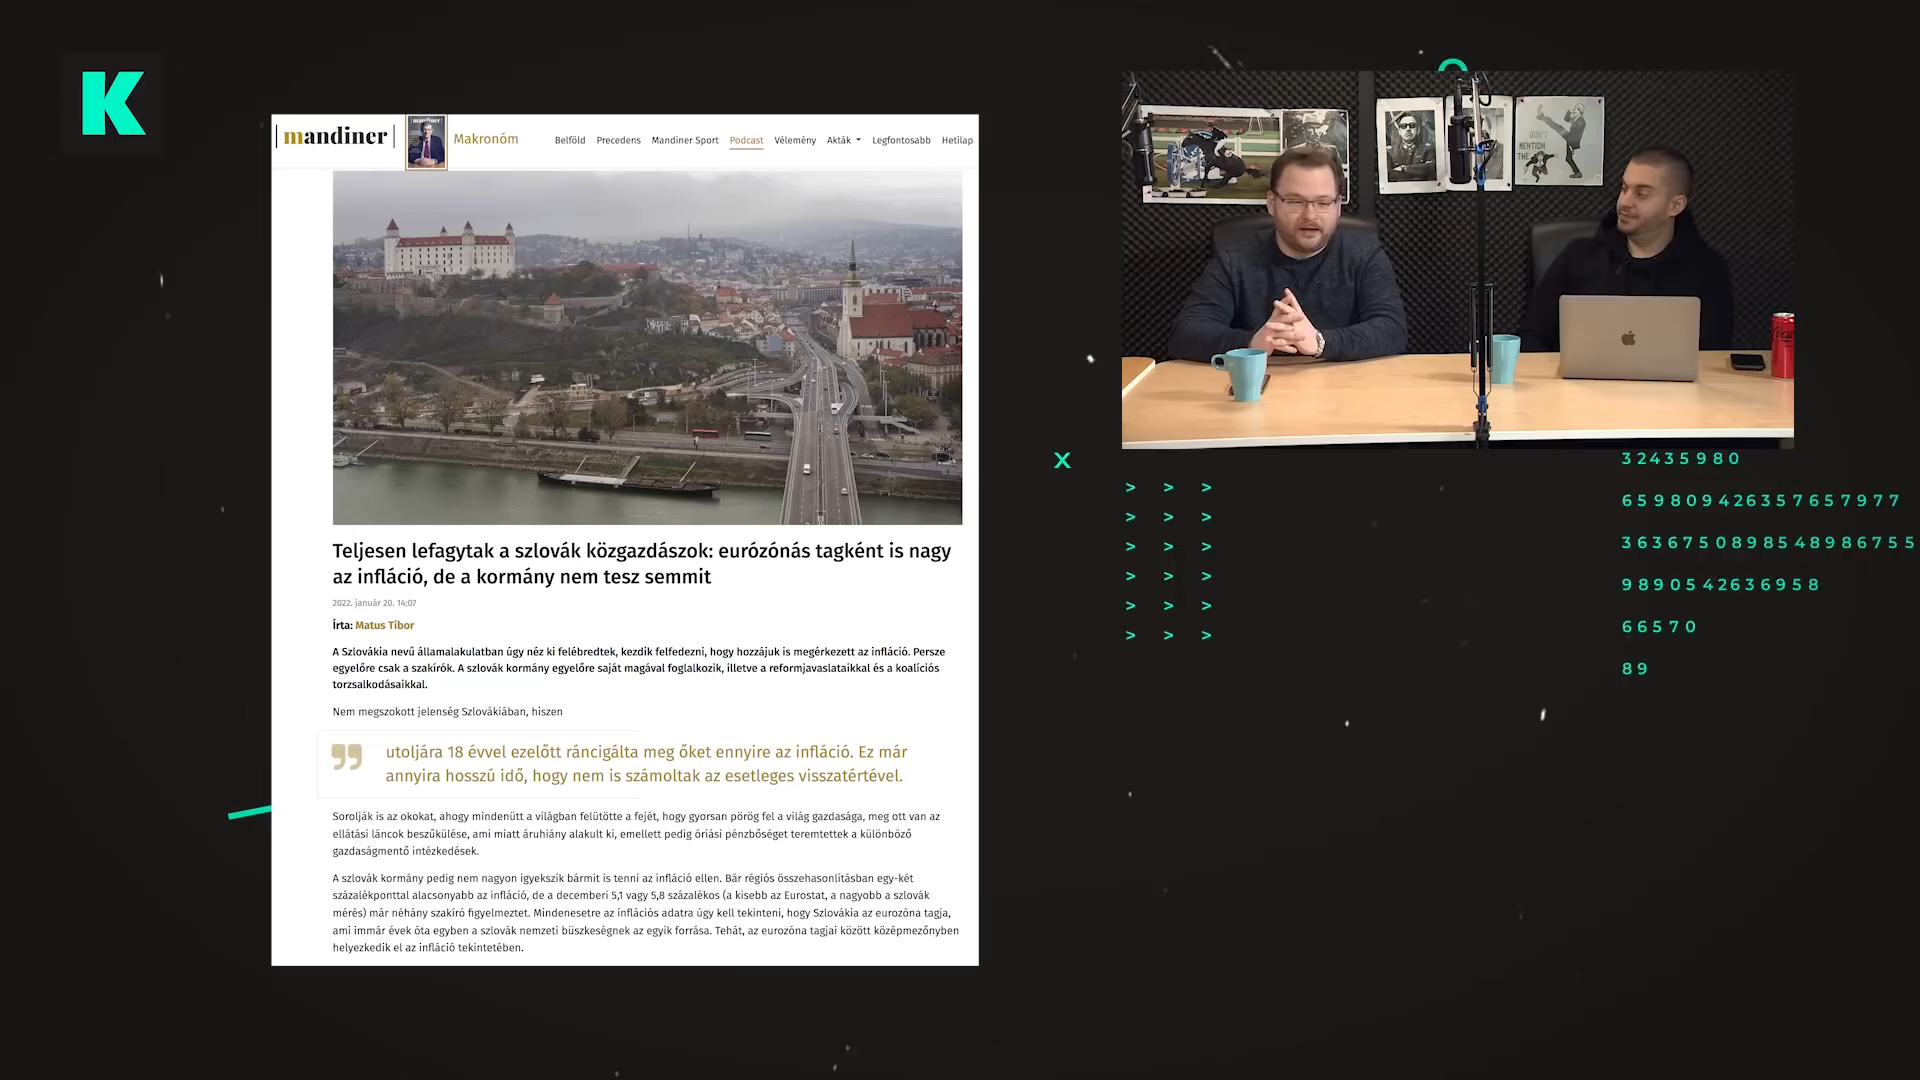 K
mandiner
Makronóm
Belföld Precedens Mandiner Sport Podcast Vélemény Akták Legfontosabb Hetilap
DON'T
MENTION
THE
Teljesen lefagytak a szlovák közgazdászok: eurózónás tagként is nagy
az infláció, de a kormány nem tesz semmit
2022. január 20. 14:07
Írta: Matus Tibor
A Szlovákia nevű államalakulatban úgy néz ki felébredtek, kezdik felfedezni, hogy hozzájuk is megérkezett az infláció. Persze
egyelőre csak a szakírók. A szlovák kormány egyelőre saját magával foglalkozik, illetve a reformjavaslataikkal és a koalíciós
torzsalkodásaikkal.
Nem megszokott jelenség Szlovákiában, hiszen
utoljára 18 évvel ezelőtt ráncigálta meg őket ennyire az infláció. Ez már
annyira hosszú idő, hogy nem is számoltak az esetleges visszatértével.
Sorolják is az okokat, ahogy mindenütt a világban felütötte a fejét, hogy gyorsan pörög fel a világ gazdasága, meg ott van az
ellátási láncok beszűkülése, ami miatt áruhiány alakult ki, emellett pedig óriási pénzbőséget teremtettek a különböző
gazdaságmentő intézkedések.
A szlovák kormány pedig nem nagyon igyekszik bármit is tenni az infláció ellen. Bár régiós összehasonlításban egy-két
százalékponttal alacsonyabb az infláció, de a decemberi 5,1 vagy 5,8 százalékos (a kisebb az Eurostat, a nagyobb a szlovák
mérés) már néhány szakíró figyelmeztet. Mindenesetre az inflációs adatra úgy kell tekinteni, hogy Szlovákia az eurozóna tagja,
ami immár évek óta egyben a szlovák nemzeti büszkeségnek az egyik forrása. Tehát, az eurozóna tagjai között középmezőnyben
helyezkedik el az infláció tekintetében.
X
> > >
> > >
> > >
> > >
> > >
> > >
32435980
6598094263576577977
3636750898548986755
9890542636958
66570
89